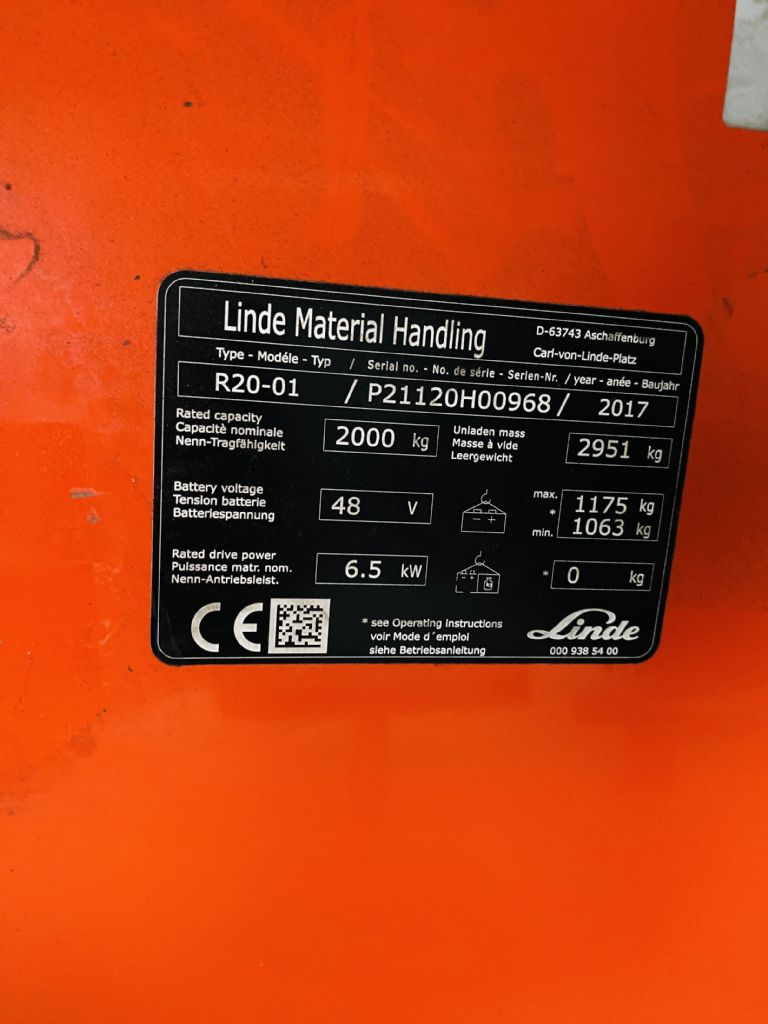 Linde Material Handling
D-63743 Aschaffenburg
Carl-von-Linde-Platz
Type - Modéle - Typ / Serial no. - No. de série - Serien-Nr. / year - anée - Baujahr
R20-01 / P21120H00968 / 2017
Rated capacity
Capacitè nominale
Nenn-Tragfähigkeit
2000 kg
Unladen mass
Masse à vide
Leergewicht
2951 kg
Battery voltage
Tension batterie
Batteriespannung
48 V
- +
max.
*
min.
1175 kg
1063 kg
Rated drive power
Puissance matr. nom.
Nenn-Antriebsleist.
6.5 kW
- +
kg
* 0 kg
CE
* see Operating instructions
voir Mode d´emploi
siehe Betriebsanleitung
Linde
000 938 54 00